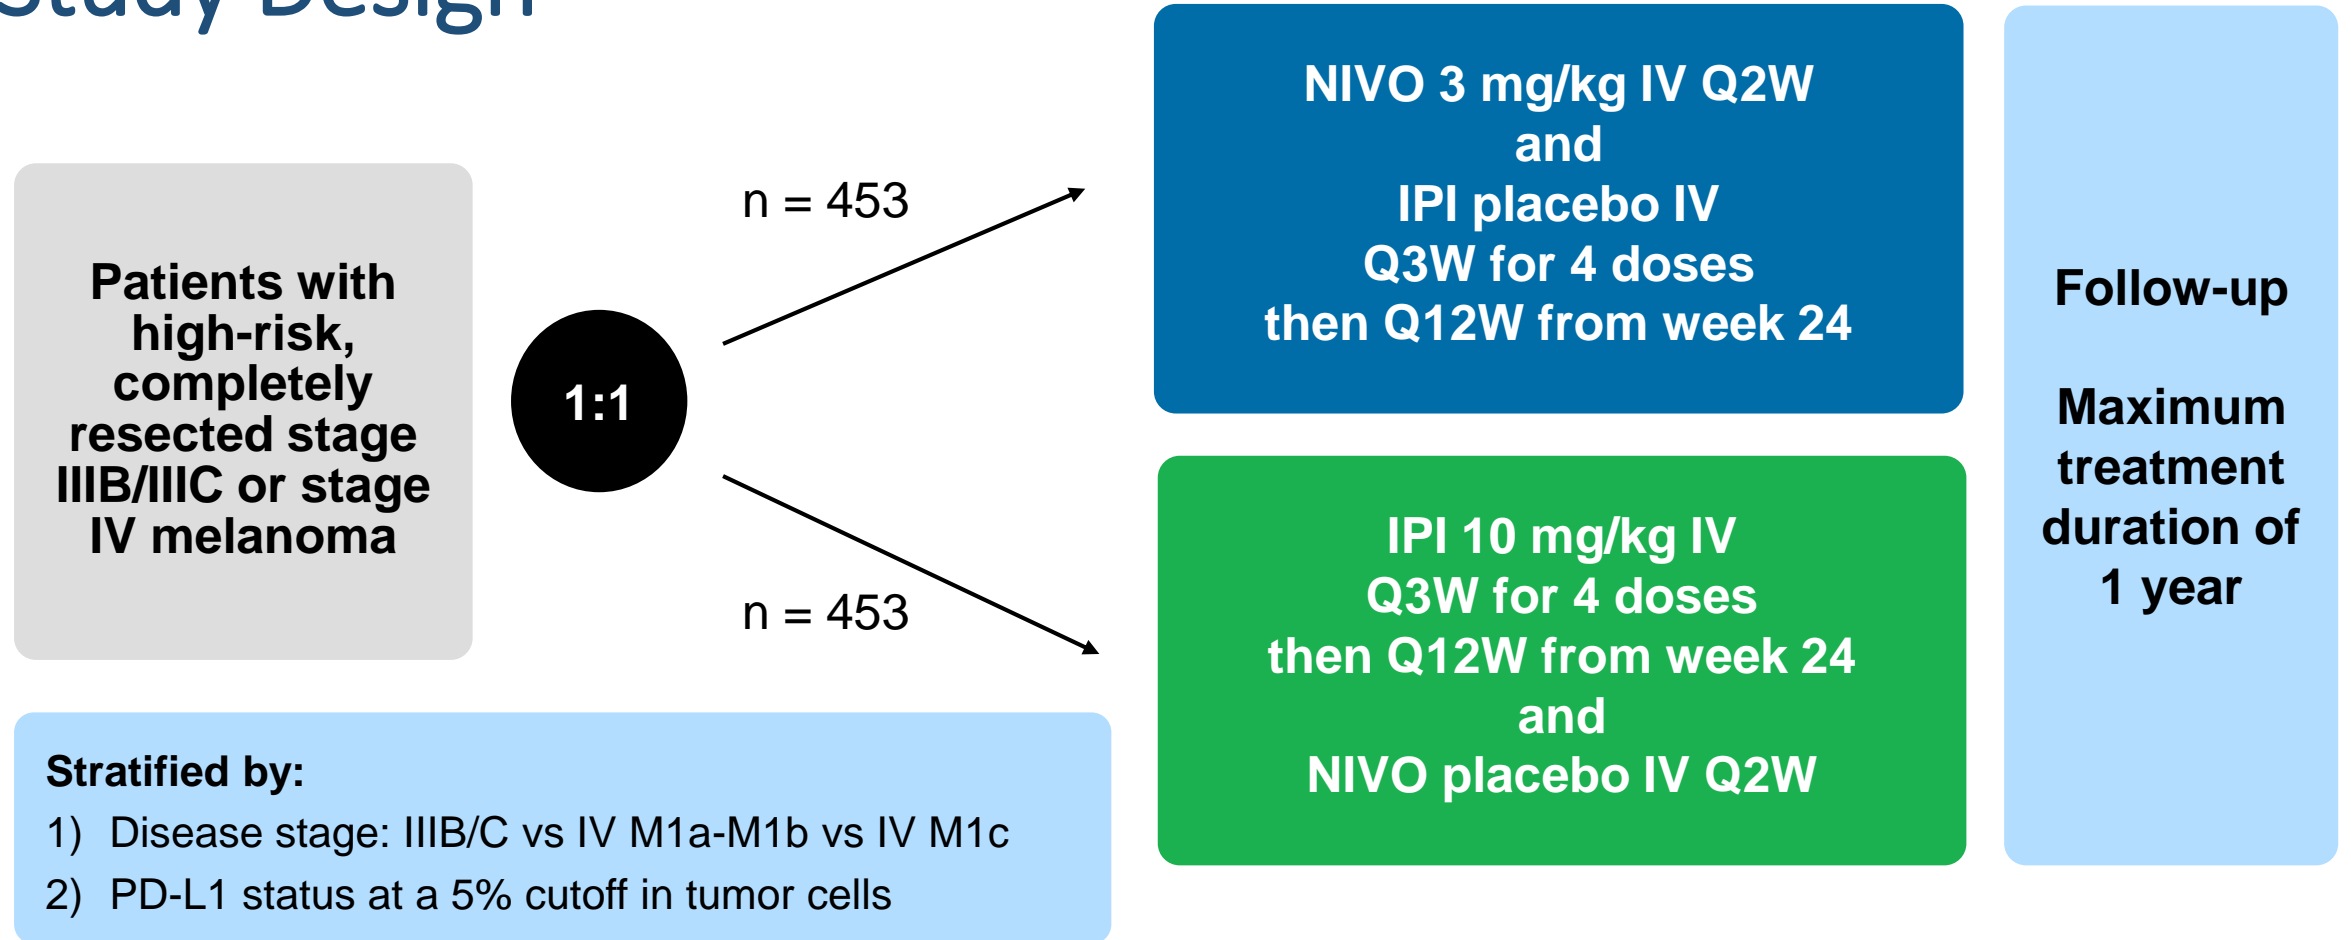 Study Design
Patients with
high-risk,
completely
resected stage
IIIB/IIIC or stage
IV melanoma
1:1
n = 453
n = 453
NIVO 3 mg/kg IV Q2W
and
IPI placebo IV
Q3W for 4 doses
then Q12W from week 24
IPI 10 mg/kg IV
Q3W for 4 doses
then Q12W from week 24
and
NIVO placebo IV Q2W
Follow-up
Maximum
treatment
duration of
1 year
Stratified by:
1) Disease stage: IIIB/C vs IV M1a-M1b vs IV M1c
2) PD-L1 status at a 5% cutoff in tumor cells